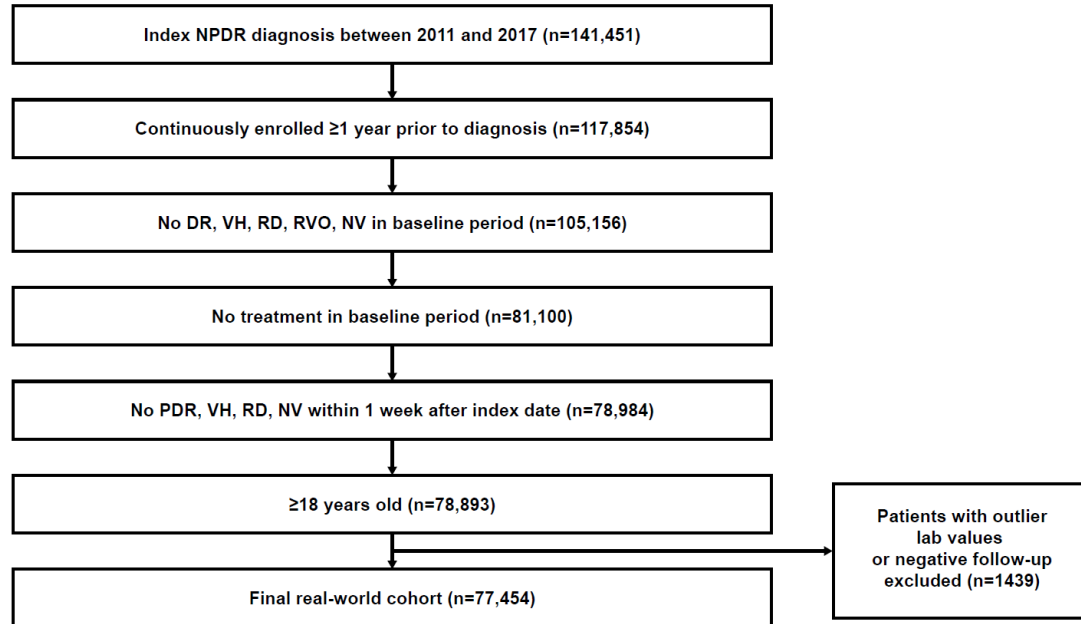 Index NPDR diagnosis between 2011 and 2017 (n=141,451)
Continuously enrolled ≥1 year prior to diagnosis (n=117,854)
No DR, VH, RD, RVO, NV in baseline period (n=105,156)
No treatment in baseline period (n=81,100)
No PDR, VH, RD, NV within 1 week after index date (n=78,984)
≥18 years old (n=78,893)
Patients with outlier
lab values
or negative follow-up
excluded (n=1439)
Final real-world cohort (n=77,454)